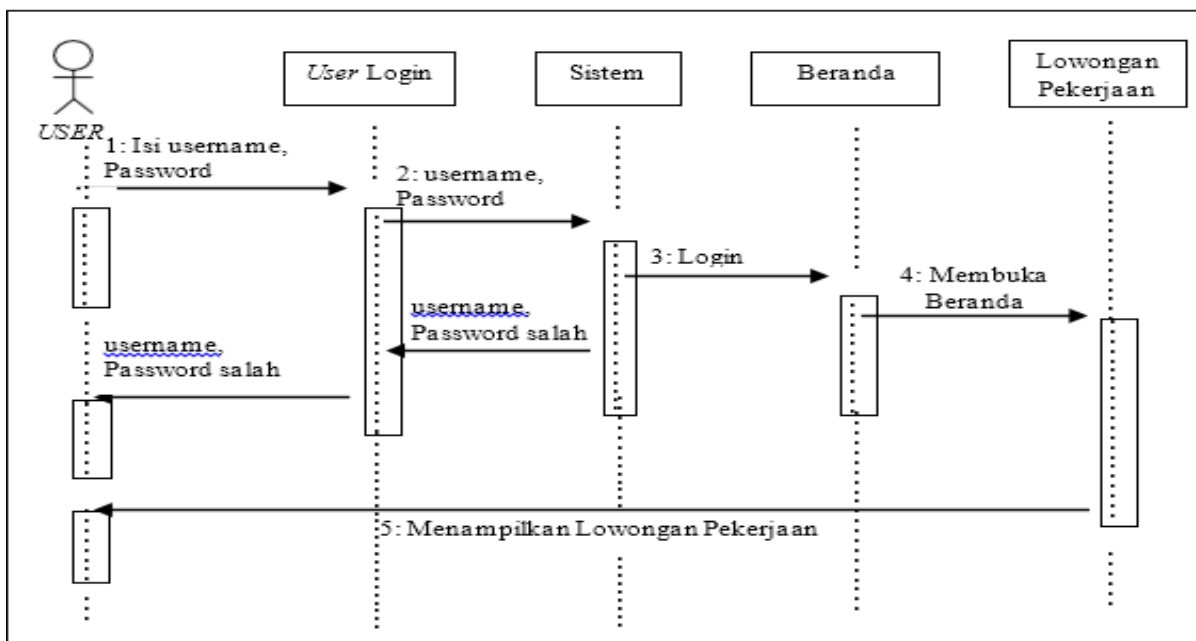 User Login
Sistem
Beranda
Lowongan
Pekerjaan
USER
1: Isi username,
Password
2: username,
Password
3: Login
4: Membuka
Beranda
username,
Password salah
username,
Password salah
5: Menampilkan Lowongan Pekerjaan